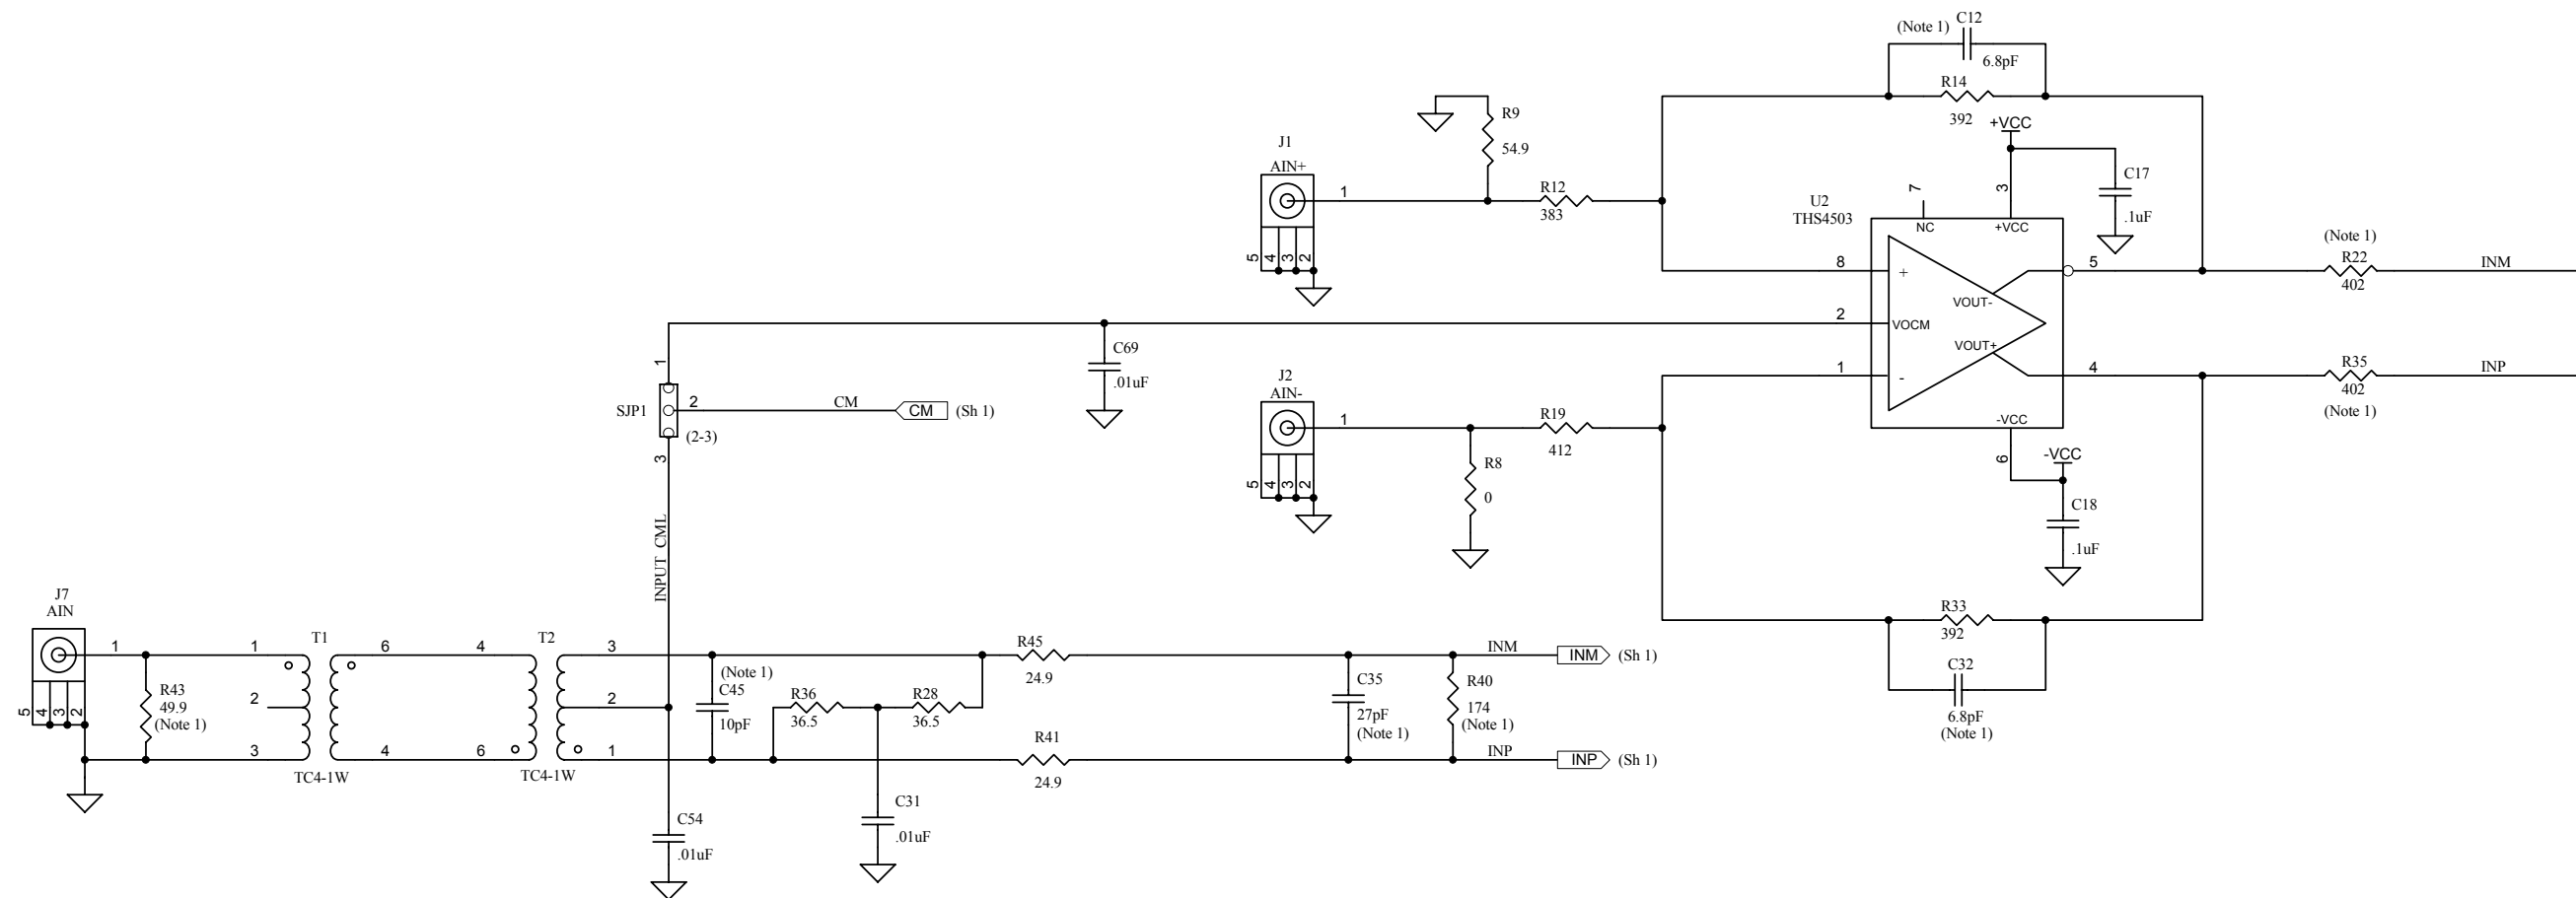 (Note 1)
C12
6.8pF
R14
392
+VCC
R9
54.9
J1
AIN+
1
R12
383
5
4
3
2
C17
.1uF
7
3
U2
THS4503
NC
+VCC
8
+
5
VOUT-
(Note 1)
R22
402
INM
2
VOCM
VOUT+
1
-
4
R35
402
(Note 1)
INP
-VCC
6
-VCC
C18
.1uF
C69
.01uF
1
SJP1
2
CM
CM
(Sh 1)
(2-3)
3
J2
AIN-
1
R19
412
5
4
3
2
R8
0
INPUT_CML
R33
392
C32
6.8pF
(Note 1)
J7
AIN
1
5
4
3
2
R43
49.9
(Note 1)
1
2
3
T1
TC4-1W
6
4
4
6
T2
TC4-1W
3
2
1
(Note 1)
C45
10pF
R36
36.5
R28
36.5
R45
24.9
R41
24.9
C35
27pF
(Note 1)
R40
174
(Note 1)
INM
INM
(Sh 1)
INP
INP
(Sh 1)
C54
.01uF
C31
.01uF